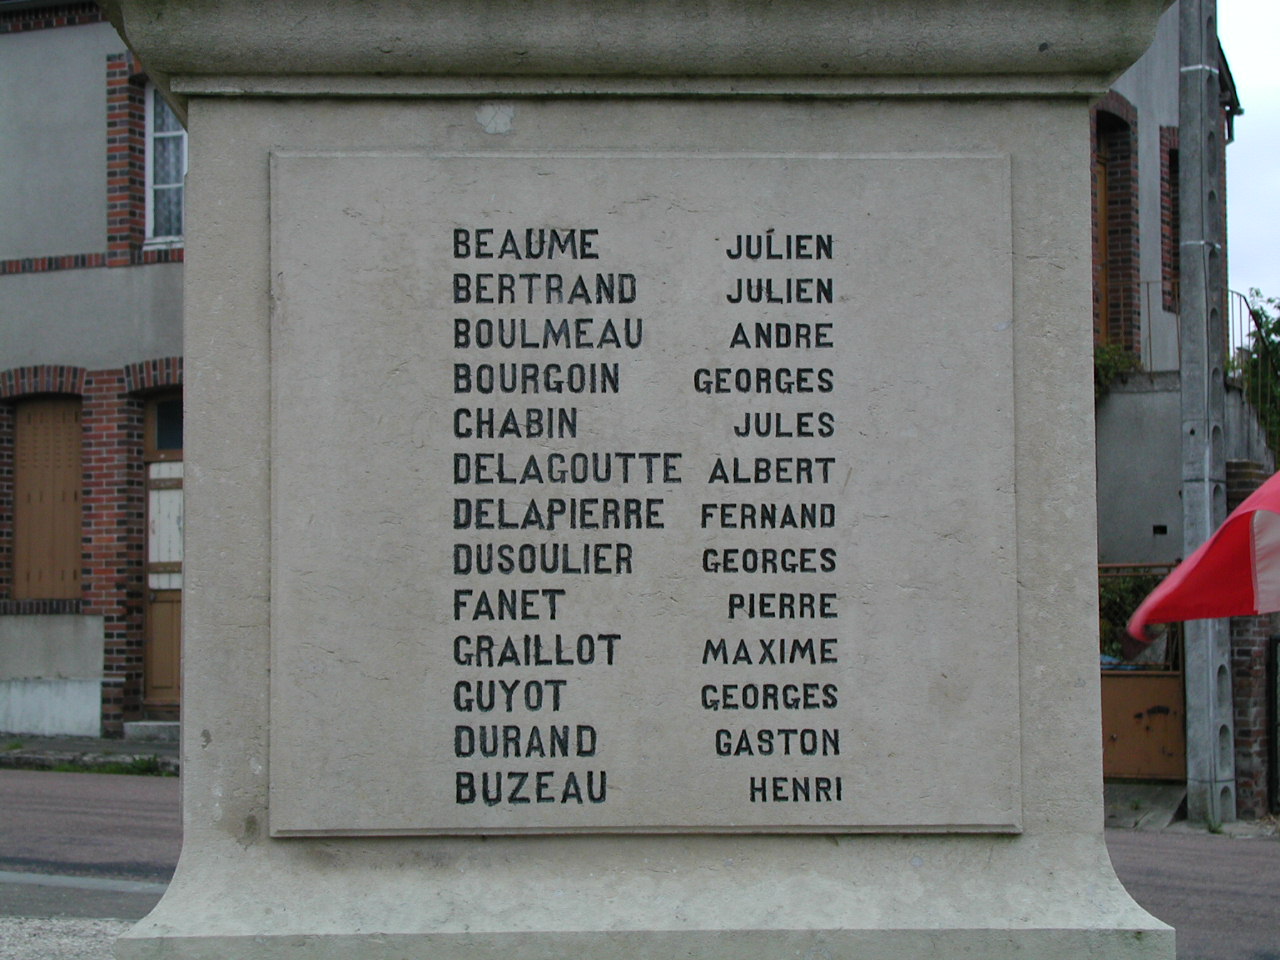 BEAUME JULIEN
BERTRAND JULIEN
BOULMEAU ANDRE
BOURGOIN GEORGES
CHABIN JULES
DELAGOUTTE ALBERT
DELAPIERRE FERNAND
DUSOULIER GEORGES
FANET PIERRE
GRAILLOT MAXIME
GUYOT GEORGES
DURAND GASTON
BUZEAU HENRI